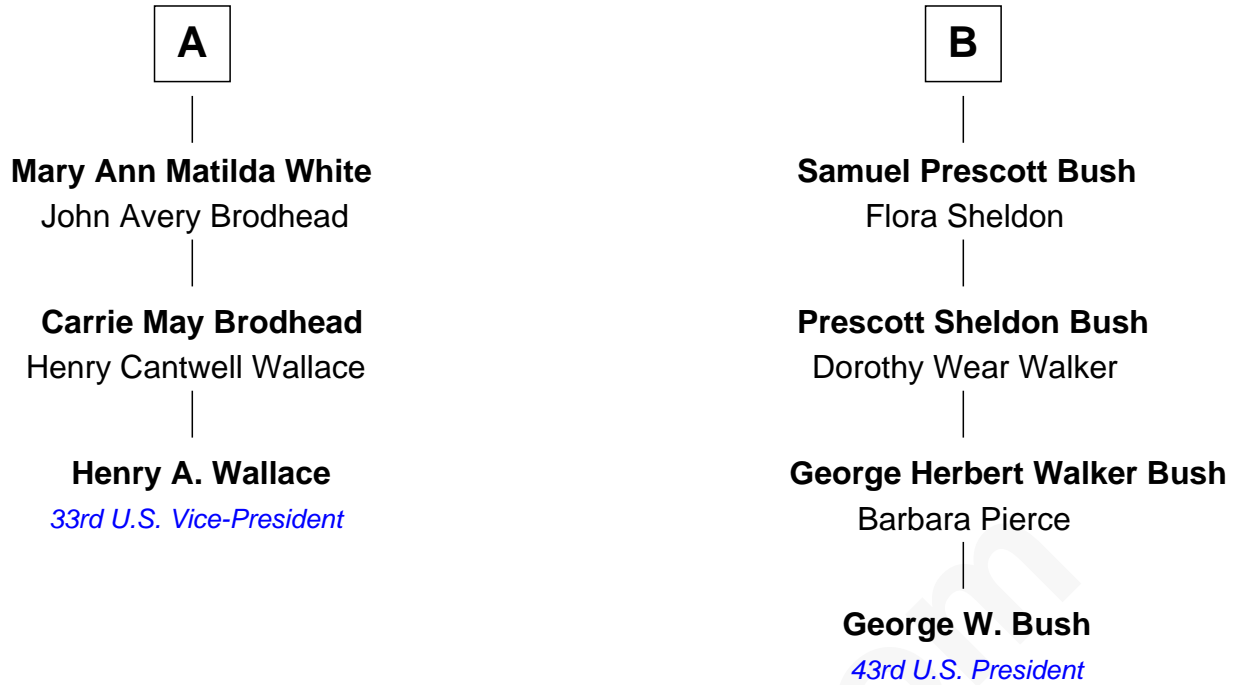 A
Mary Ann Matilda White
John Avery Brodhead
Carrie May Brodhead
Henry Cantwell Wallace
Henry A. Wallace
33rd U.S. Vice-President
B
Samuel Prescott Bush
Flora Sheldon
Prescott Sheldon Bush
Dorothy Wear Walker
George Herbert Walker Bush
Barbara Pierce
George W. Bush
43rd U.S. President